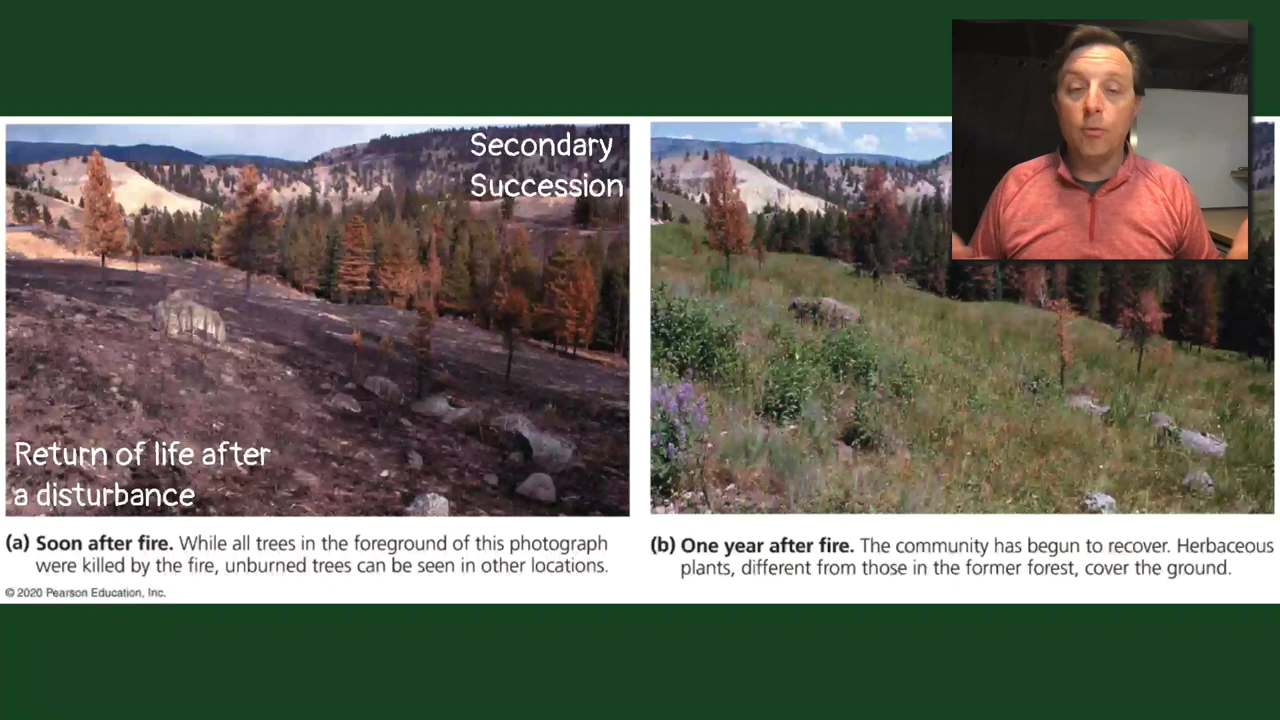 Secondary
Succession
Return of life after
a disturbance
(a) Soon after fire. While all trees in the foreground of this photograph
were killed by the fire, unburned trees can be seen in other locations.
© 2020 Pearson Education, Inc.
(b) One year after fire. The community has begun to recover. Herbaceous
plants, different from those in the former forest, cover the ground.